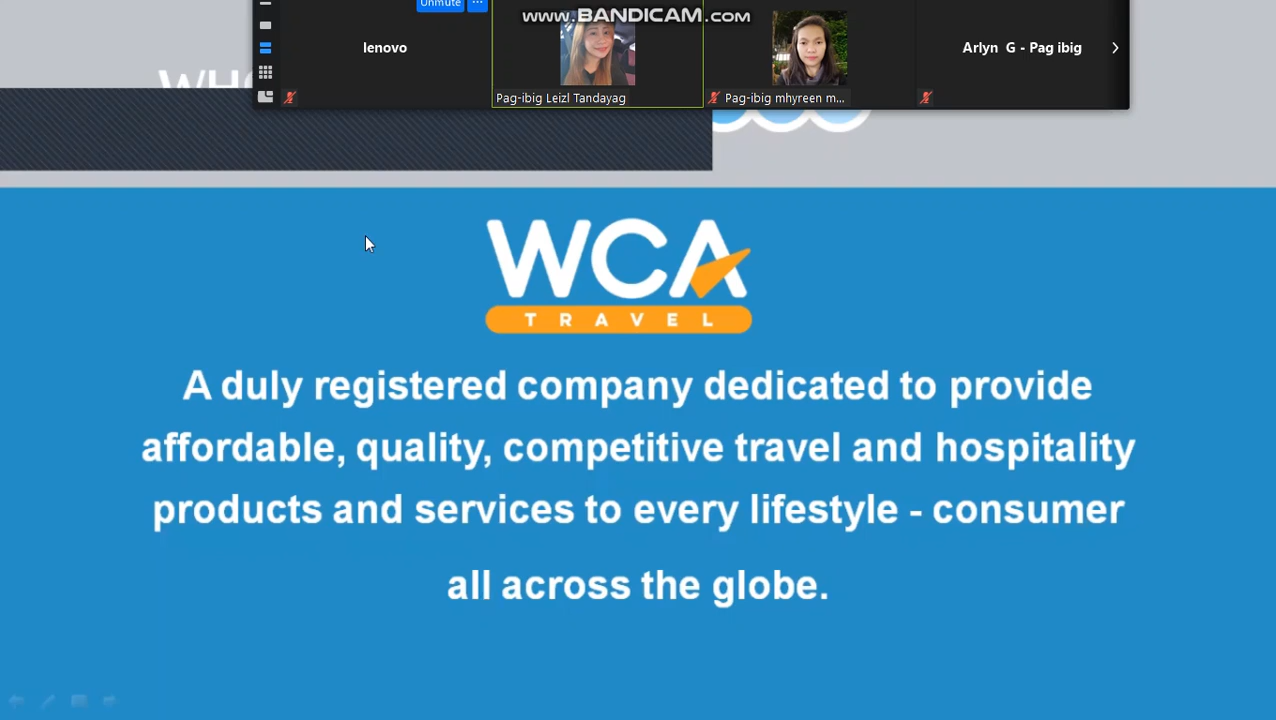 Unmute ...
www.BANDICAM.com
lenovo
Arlyn G - Pag ibig
Pag-ibig Leizl Tandayag
Pag-ibig mhyreen m...
WCA
TRAVEL
A duly registered company dedicated to provide
affordable, quality, competitive travel and hospitality
products and services to every lifestyle - consumer
all across the globe.